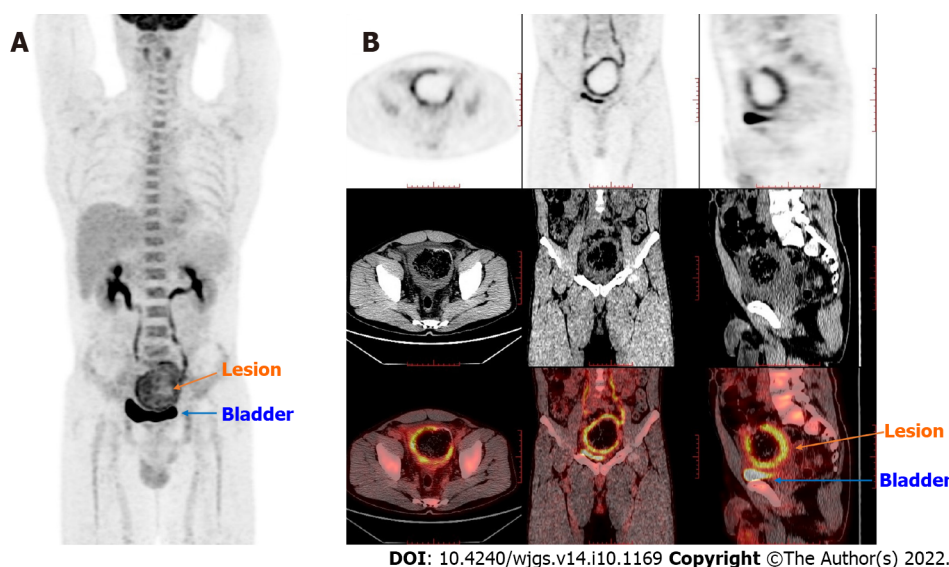 A
B
Lesion
Bladder
Lesion
Bladder
DOI: 10.4240/wjgs.v14.i10.1169 Copyright ©The Author(s) 2022.